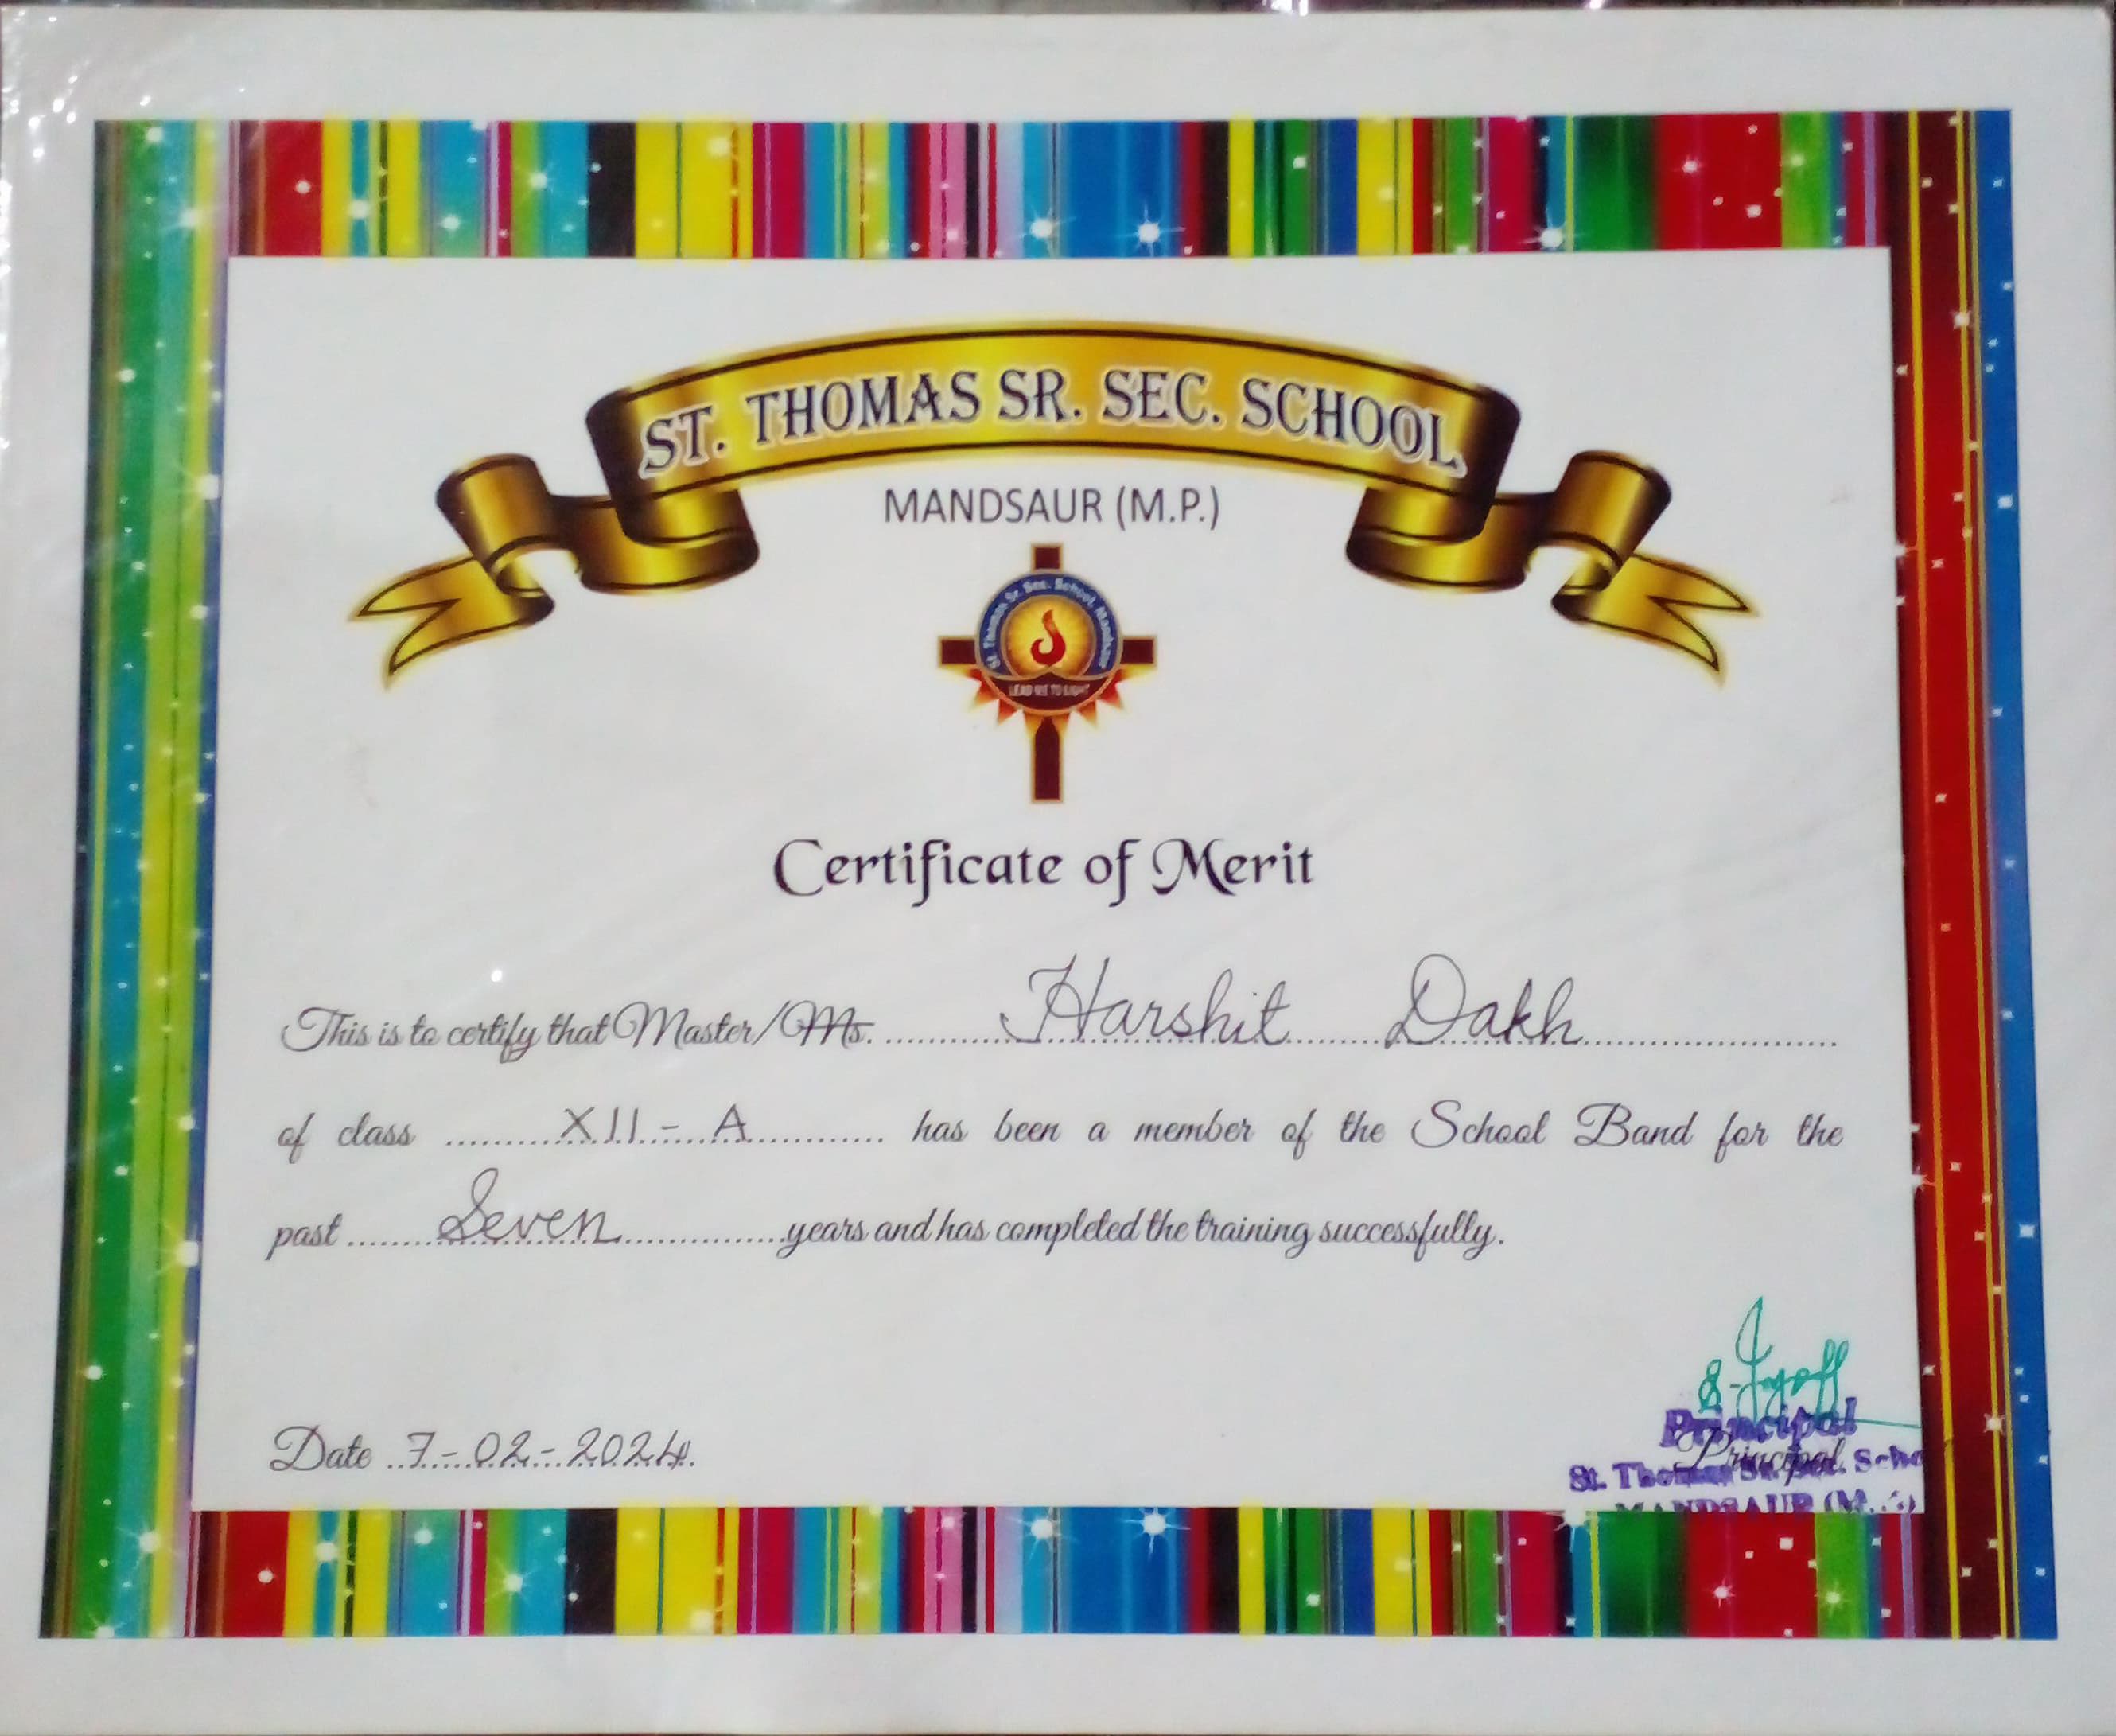 ST. THOMAS SR. SEC. SCHOOL
MANDSAUR (M.P.)
St. Thomas Sr. Sec. School, Mandsaur
LEAD ME TO LIGHT
Certificate of Merit
This is to certify that Master/Ms. Harshit Dakh
of class XII - A has been a member of the School Band for the
past Seven years and has completed the training successfully.
Date 7-02-2024.
Principal
Principal
St. Thomas Sr. Sec. Scho
MANDSAUR (M.